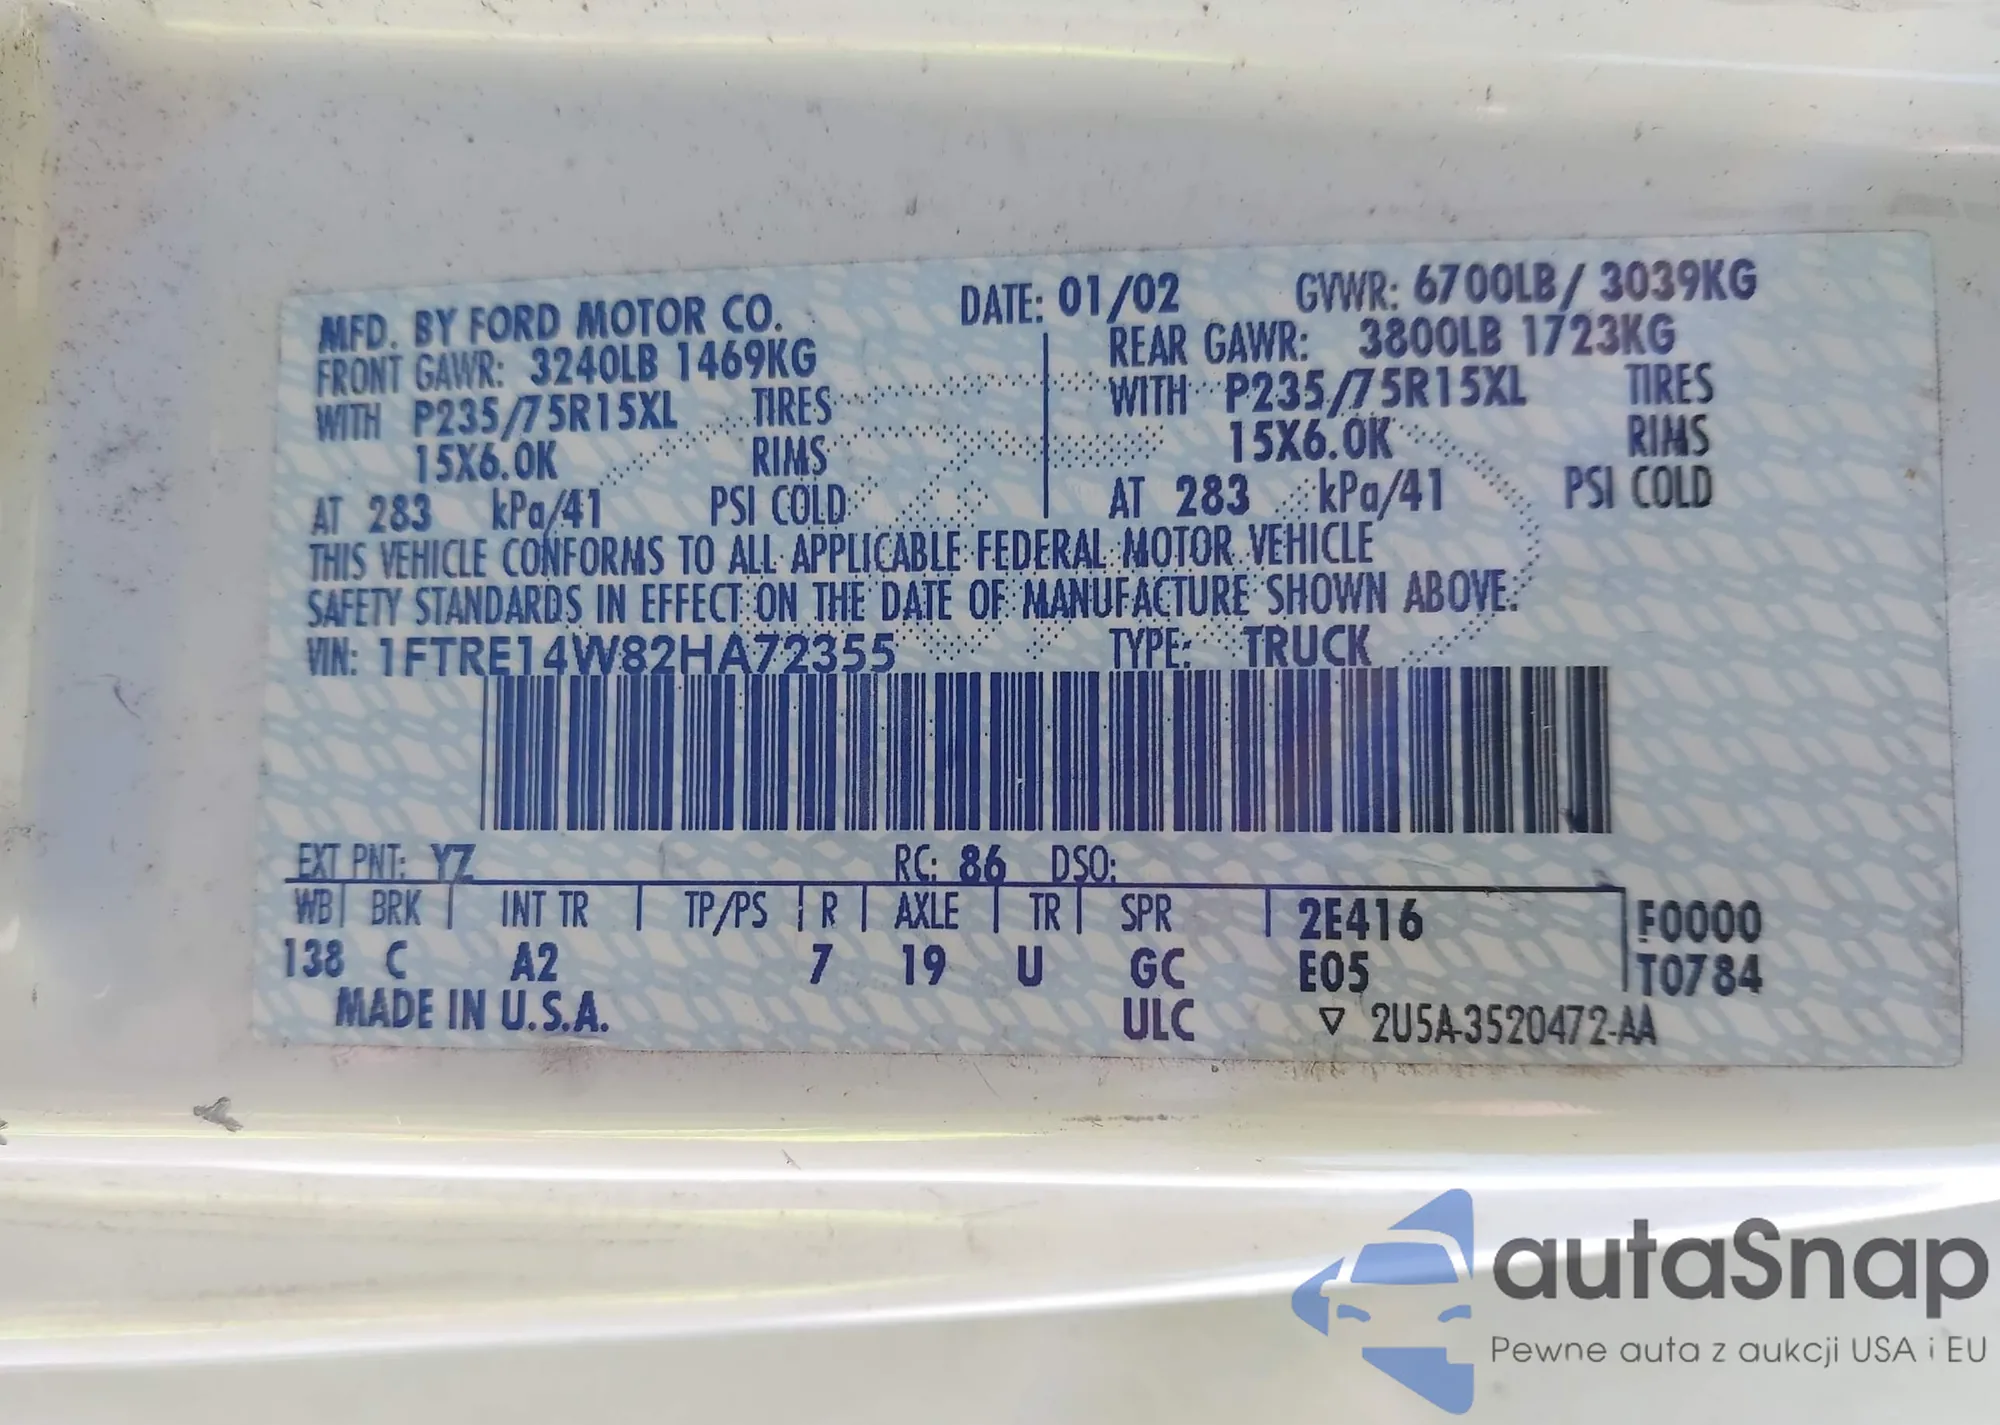 MFD. BY FORD MOTOR CO. DATE: 01/02 GVWR: 6700LB/ 3039KG
FRONT GAWR: 3240LB 1469KG REAR GAWR: 3800LB 1723KG
WITH P235/75R15XL TIRES WITH P235/75R15XL TIRES
15X6.0K RIMS 15X6.0K RIMS
AT 283 kPa/41 PSI COLD AT 283 kPa/41 PSI COLD
THIS VEHICLE CONFORMS TO ALL APPLICABLE FEDERAL MOTOR VEHICLE
SAFETY STANDARDS IN EFFECT ON THE DATE OF MANUFACTURE SHOWN ABOVE.
VIN: 1FTRE14W82HA72355 TYPE: TRUCK
EXT PNT: YZ RC: 86 DSO:
WB BRK INT TR TP/PS R AXLE TR SPR 2E416 F0000
138 C A2 7 19 U GC E05 T0784
MADE IN U.S.A. ULC ▽ 2U5A-3520472-AA
autaSnap
Pewne auta z aukcji USA i EU